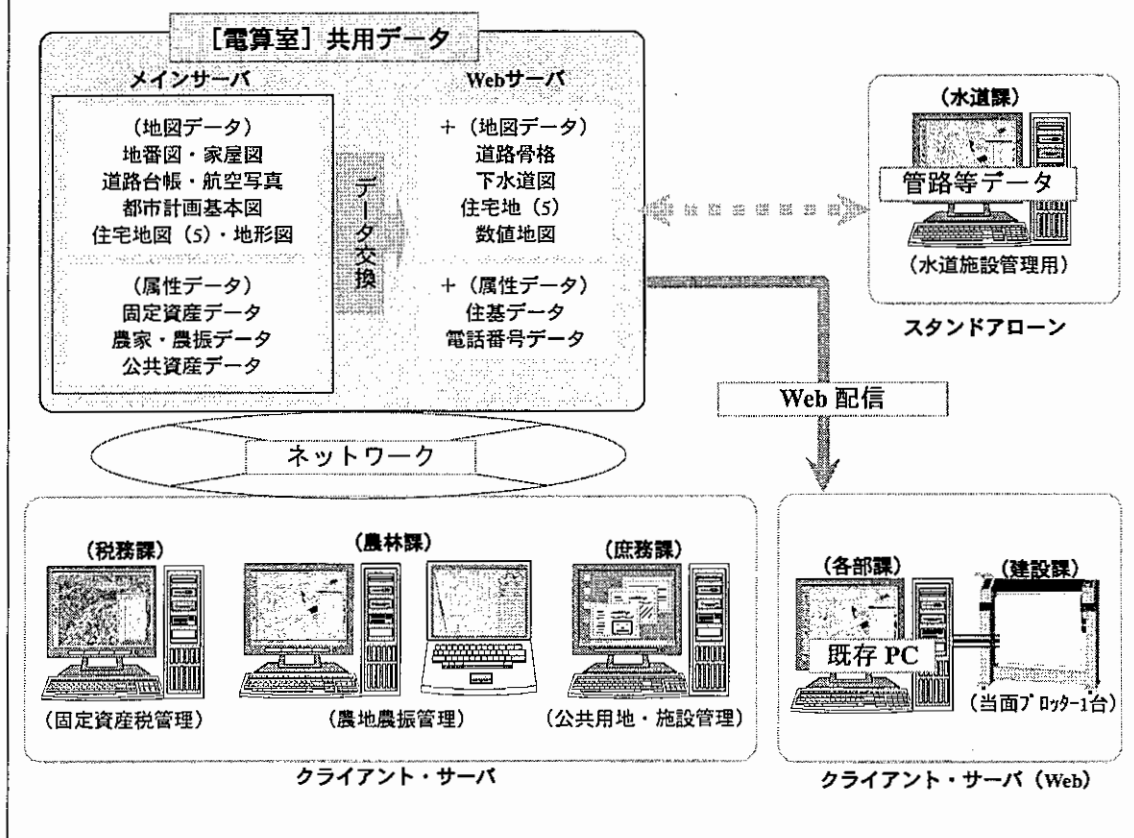 ［電算室］共用データ
メインサーバ
（地図データ）
地番図・家屋図
道路台帳・航空写真
都市計画基本図
住宅地図（5）・地形図
（属性データ）
固定資産データ
農家・農振データ
公共資産データ
データ交換
Webサーバ
＋（地図データ）
道路骨格
下水道図
住宅地（5）
数値地図
＋（属性データ）
住基データ
電話番号データ
（水道課）
管路等データ
（水道施設管理用）
スタンドアローン
Web 配信
ネットワーク
（税務課）
（固定資産税管理）
（農林課）
（農地農振管理）
（庶務課）
（公共用地・施設管理）
クライアント・サーバ
（各部課）
既存 PC
（建設課）
（当面ﾌﾟﾛｯﾀｰ1台）
クライアント・サーバ（Web）